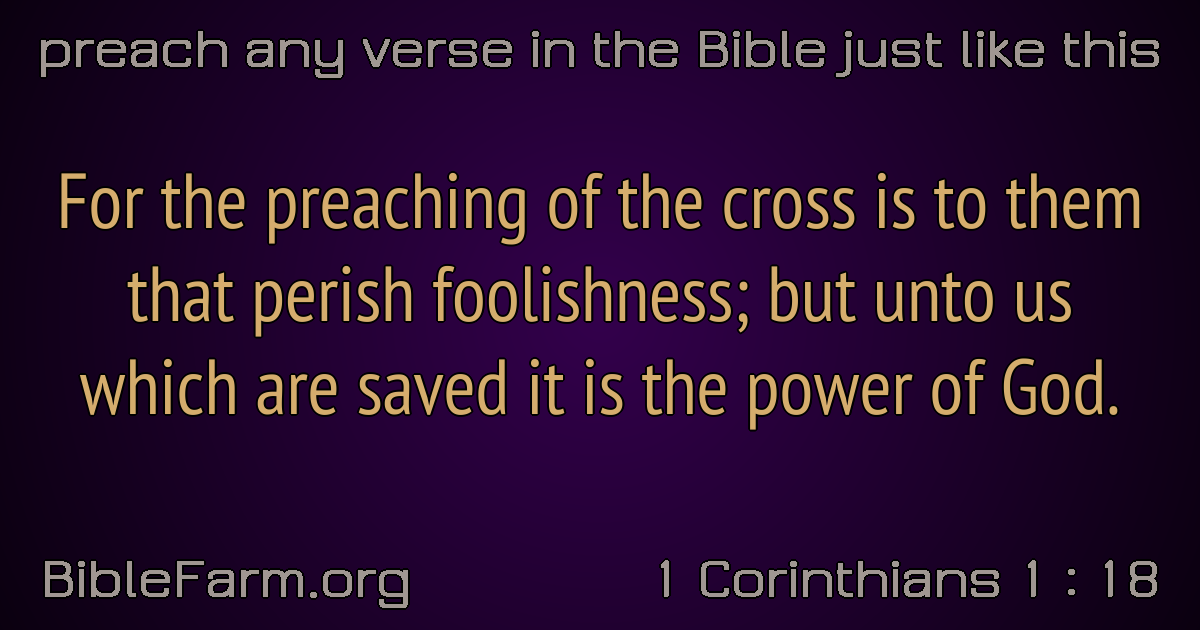 preach any verse in the Bible just like this
For the preaching of the cross is to them
that perish foolishness; but unto us
which are saved it is the power of God.
BibleFarm.org
1 Corinthians 1 : 18